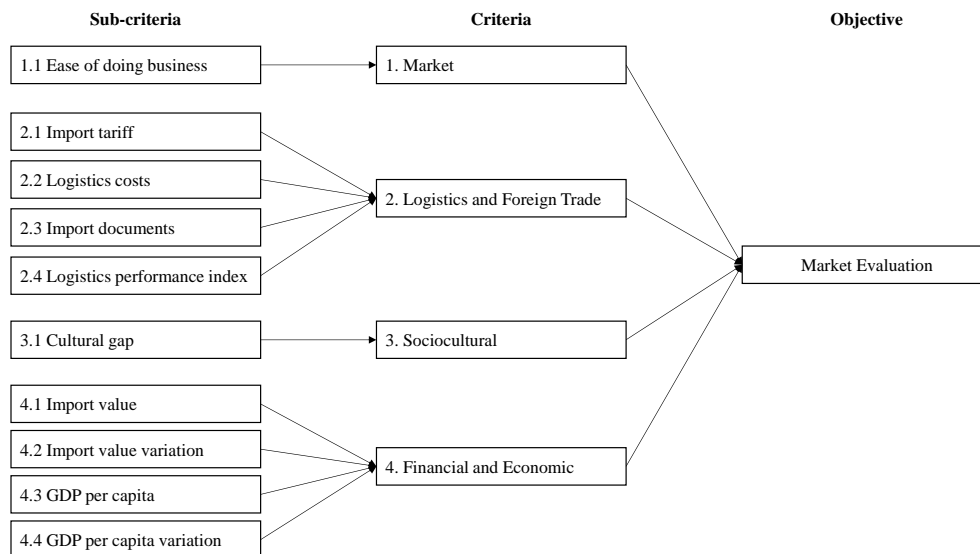 Sub-criteria
Criteria
Objective
1.1 Ease of doing business
1. Market
2.1 Import tariff
2.2 Logistics costs
2.3 Import documents
2.4 Logistics performance index
2. Logistics and Foreign Trade
Market Evaluation
3.1 Cultural gap
3. Sociocultural
4.1 Import value
4.2 Import value variation
4.3 GDP per capita
4.4 GDP per capita variation
4. Financial and Economic